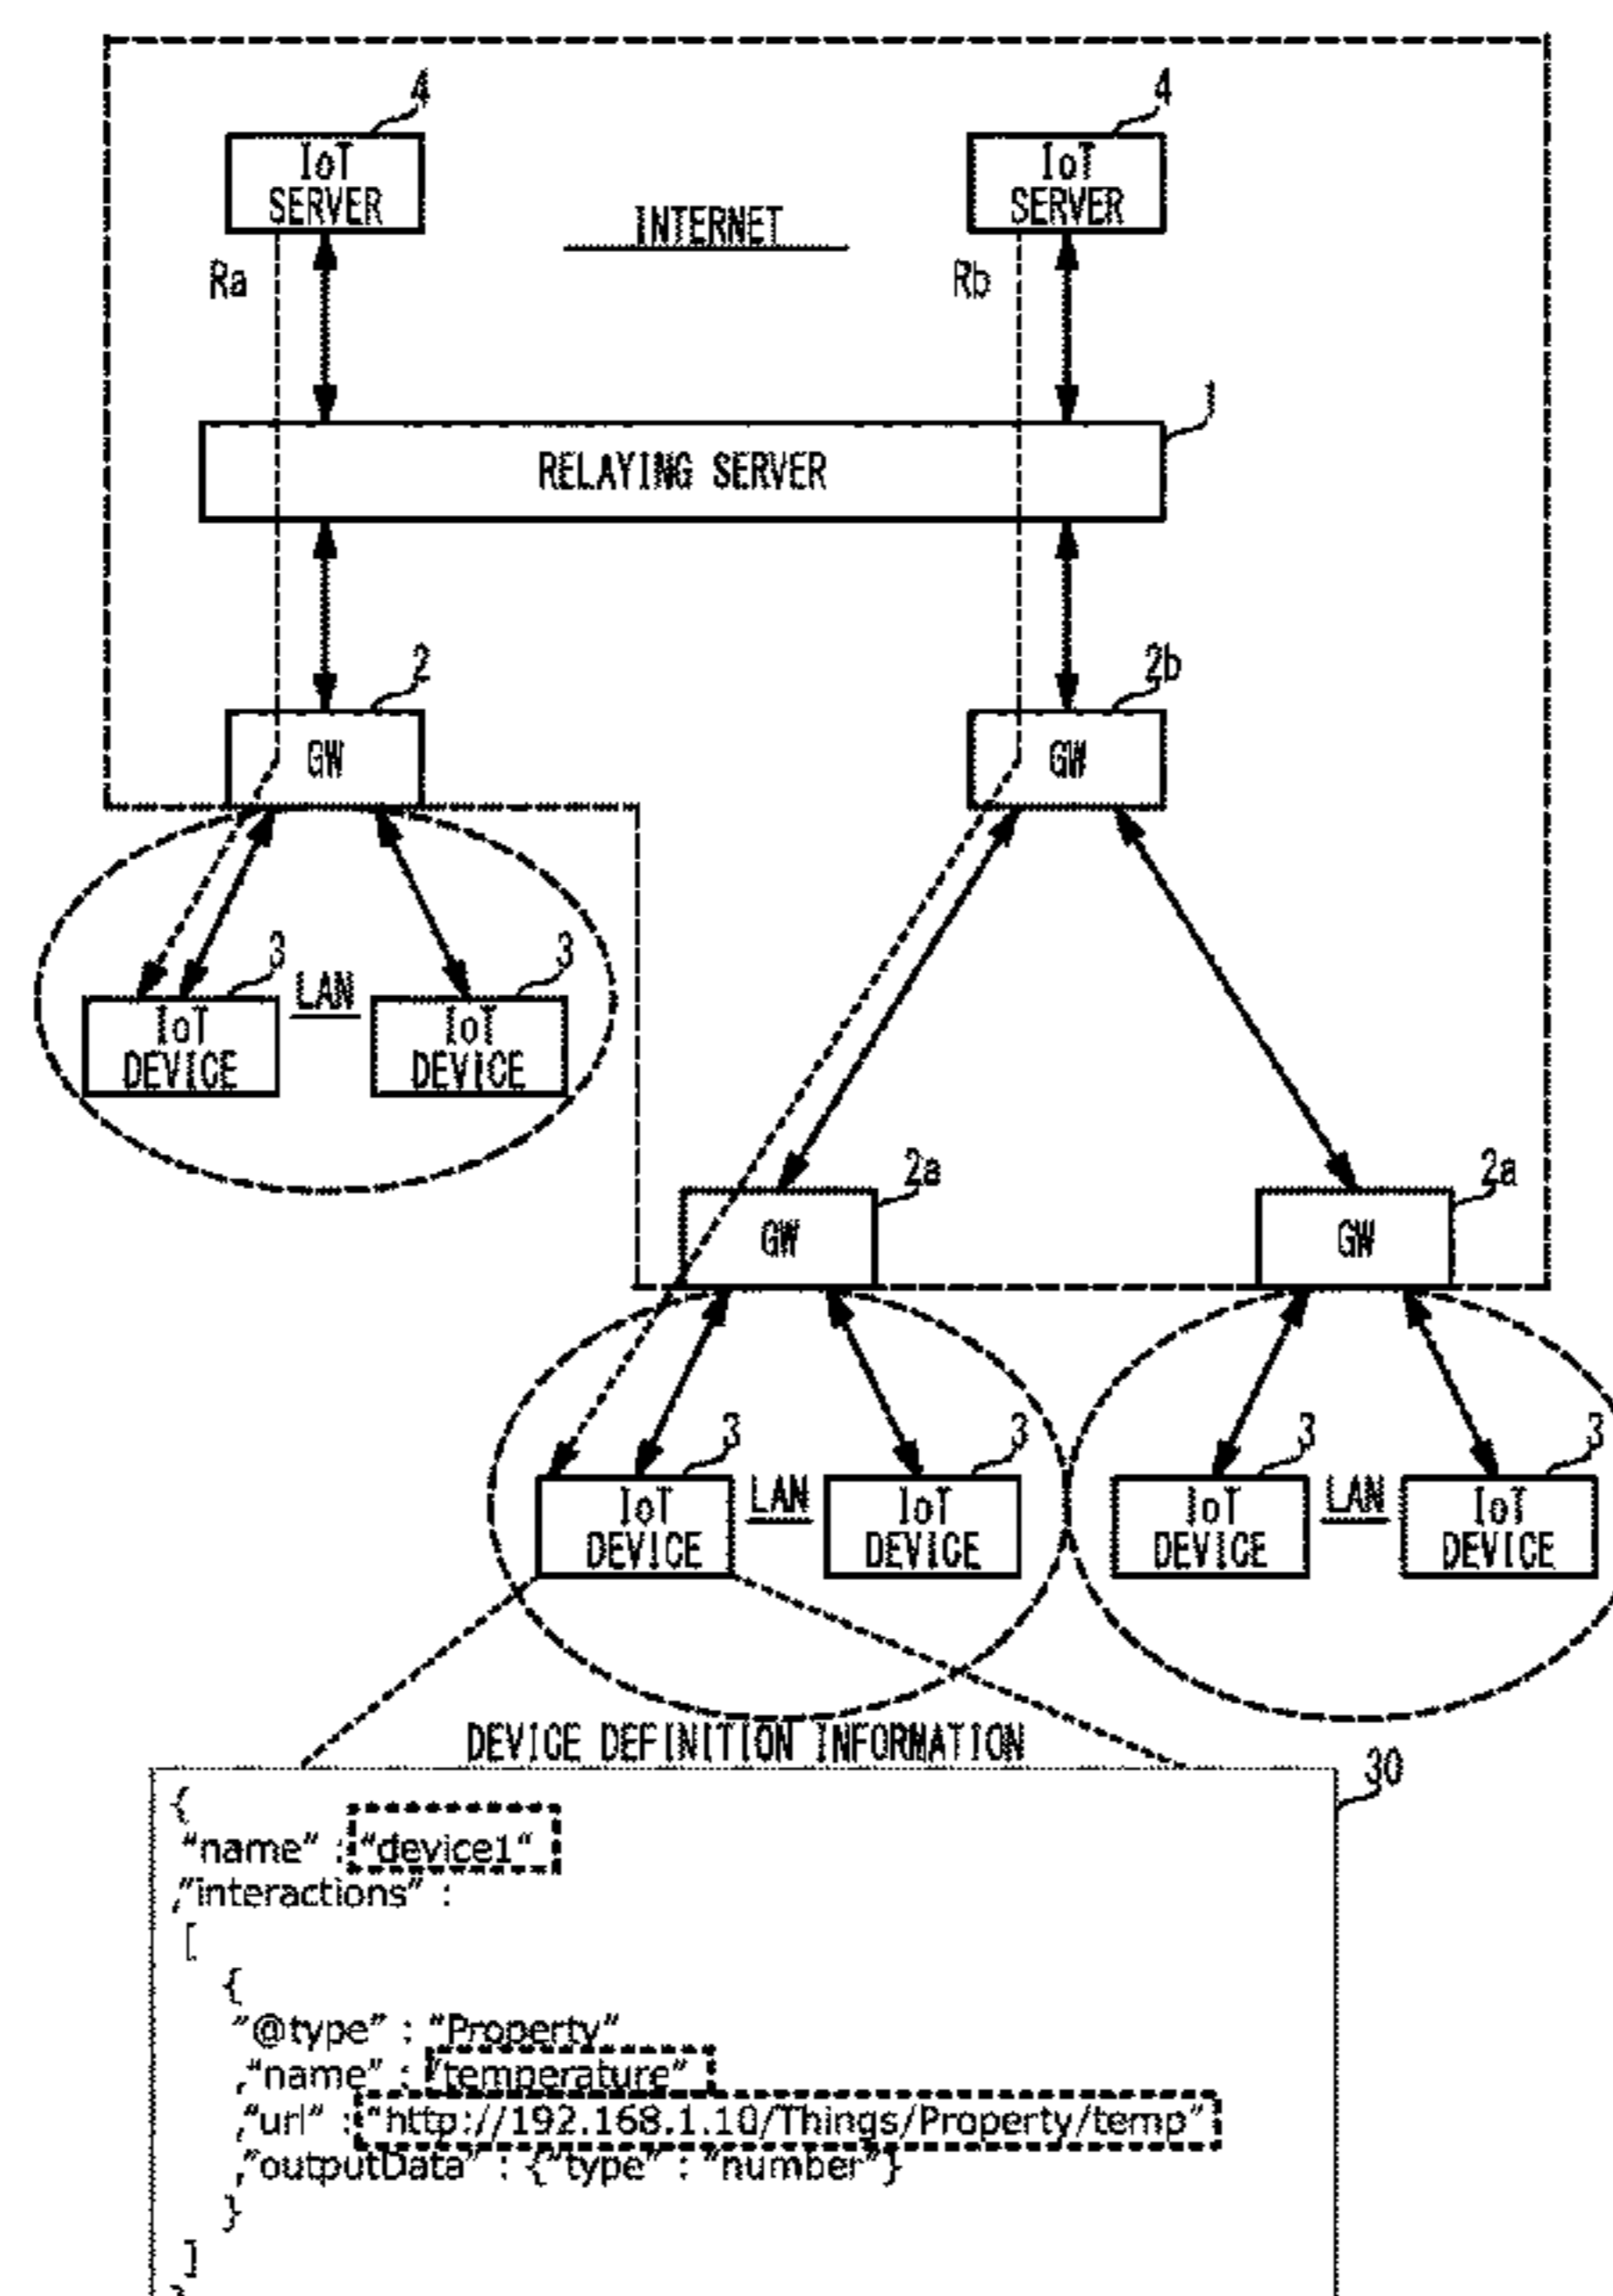 4 4
IoT SERVER IoT SERVER
INTERNET
Ra Rb
1
RELAYING SERVER
2 2b
GW GW
3 LAN 3
IoT DEVICE IoT DEVICE
2a 2a
GW GW
3 LAN 3 3 LAN 3
IoT DEVICE IoT DEVICE IoT DEVICE IoT DEVICE
DEVICE DEFINITION INFORMATION
30
{
"name" : "device1"
,"interactions" :
[
{
"@type" : "Property"
,"name" : "temperature"
,"url" : "http://192.168.1.10/Things/Property/temp"
,"outputData" : {"type" : "number"}
}
]